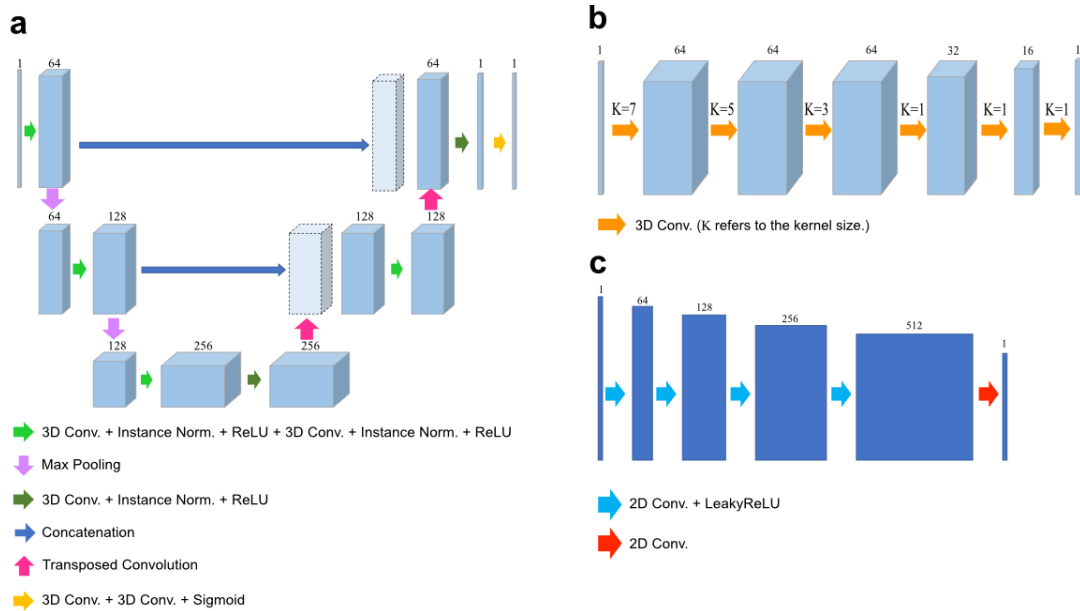 a
1 64 64 1 1
64 128 128 128
128 256 256
3D Conv. + Instance Norm. + ReLU + 3D Conv. + Instance Norm. + ReLU
Max Pooling
3D Conv. + Instance Norm. + ReLU
Concatenation
Transposed Convolution
3D Conv. + 3D Conv. + Sigmoid
b
1 64 64 64 32 16 1
K=7 K=5 K=3 K=1 K=1 K=1
3D Conv. (K refers to the kernel size.)
c
1 64 128 256 512 1
2D Conv. + LeakyReLU
2D Conv.